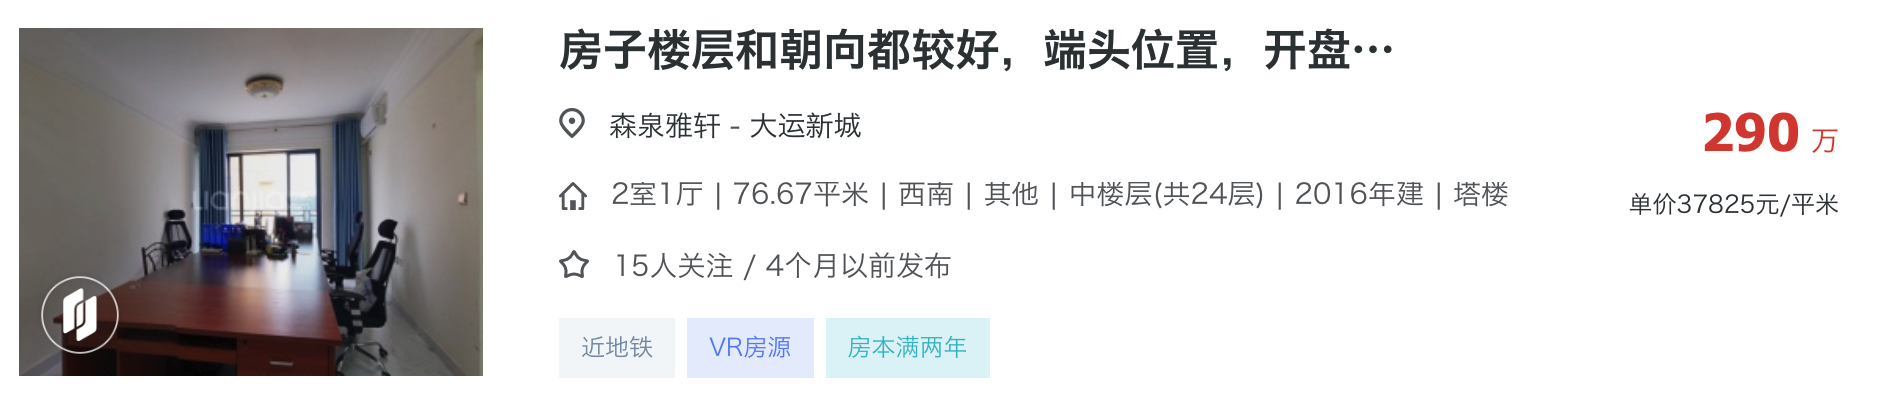 房子楼层和朝向都较好，端头位置，开盘…
森泉雅轩 - 大运新城
290 万
2室1厅 | 76.67平米 | 西南 | 其他 | 中楼层(共24层) | 2016年建 | 塔楼
单价37825元/平米
15人关注 / 4个月以前发布
近地铁 VR房源 房本满两年